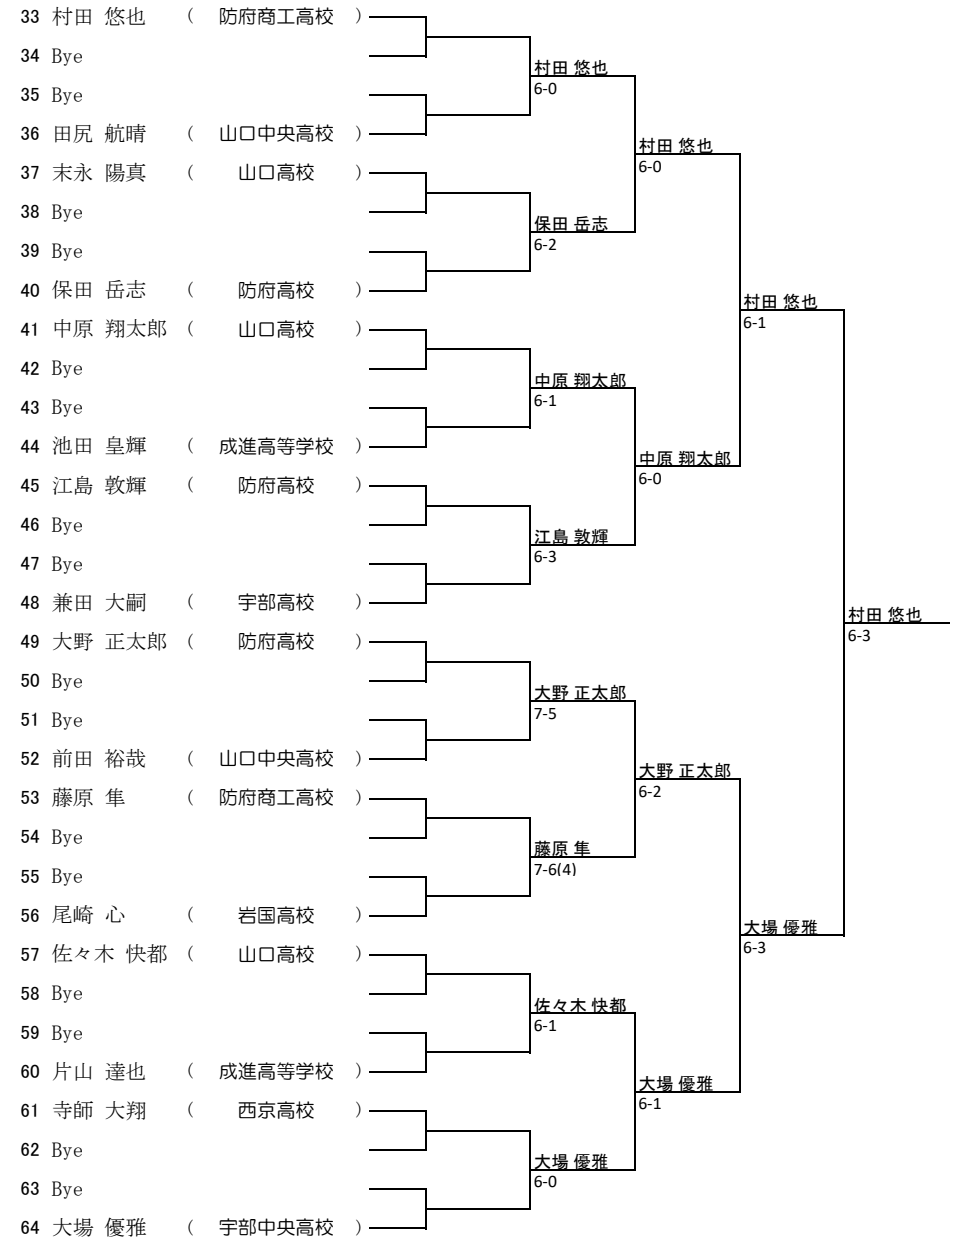 33 村田 悠也 （ 防府商工高校 ）
34 Bye
村田 悠也
6-0
35 Bye
36 田尻 航晴 （ 山口中央高校 ）
村田 悠也
6-0
37 末永 陽真 （ 山口高校 ）
38 Bye
保田 岳志
6-2
39 Bye
40 保田 岳志 （ 防府高校 ）
村田 悠也
6-1
41 中原 翔太郎 （ 山口高校 ）
42 Bye
中原 翔太郎
6-1
43 Bye
44 池田 皇輝 （ 成進高等学校 ）
中原 翔太郎
6-0
45 江島 敦輝 （ 防府高校 ）
46 Bye
江島 敦輝
6-3
47 Bye
48 兼田 大嗣 （ 宇部高校 ）
村田 悠也
6-3
49 大野 正太郎 （ 防府高校 ）
50 Bye
大野 正太郎
7-5
51 Bye
52 前田 裕哉 （ 山口中央高校 ）
大野 正太郎
6-2
53 藤原 隼 （ 防府商工高校 ）
54 Bye
藤原 隼
7-6(4)
55 Bye
56 尾崎 心 （ 岩国高校 ）
大場 優雅
6-3
57 佐々木 快都 （ 山口高校 ）
58 Bye
佐々木 快都
6-1
59 Bye
60 片山 達也 （ 成進高等学校 ）
大場 優雅
6-1
61 寺師 大翔 （ 西京高校 ）
62 Bye
大場 優雅
6-0
63 Bye
64 大場 優雅 （ 宇部中央高校 ）